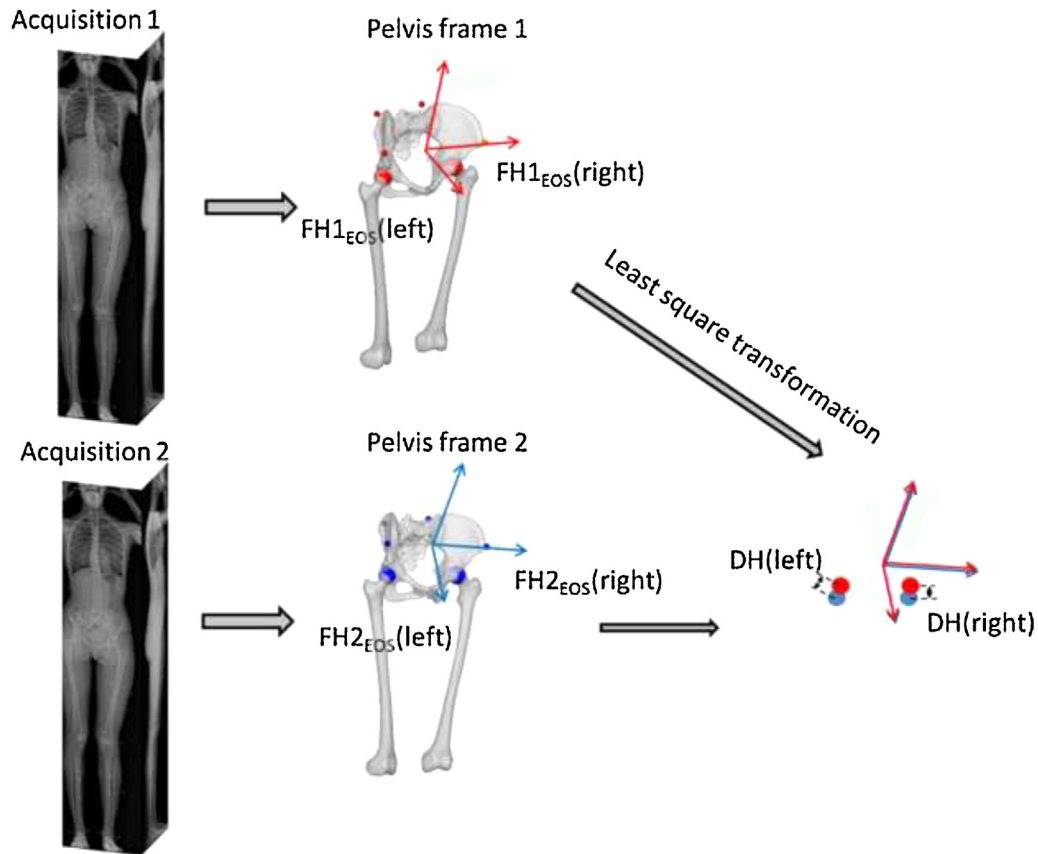 Acquisition 1
Pelvis frame 1
FH1EOS(right)
FH1EOS(left)
Least square transformation
Acquisition 2
Pelvis frame 2
FH2EOS(right)
FH2EOS(left)
DH(left)
DH(right)